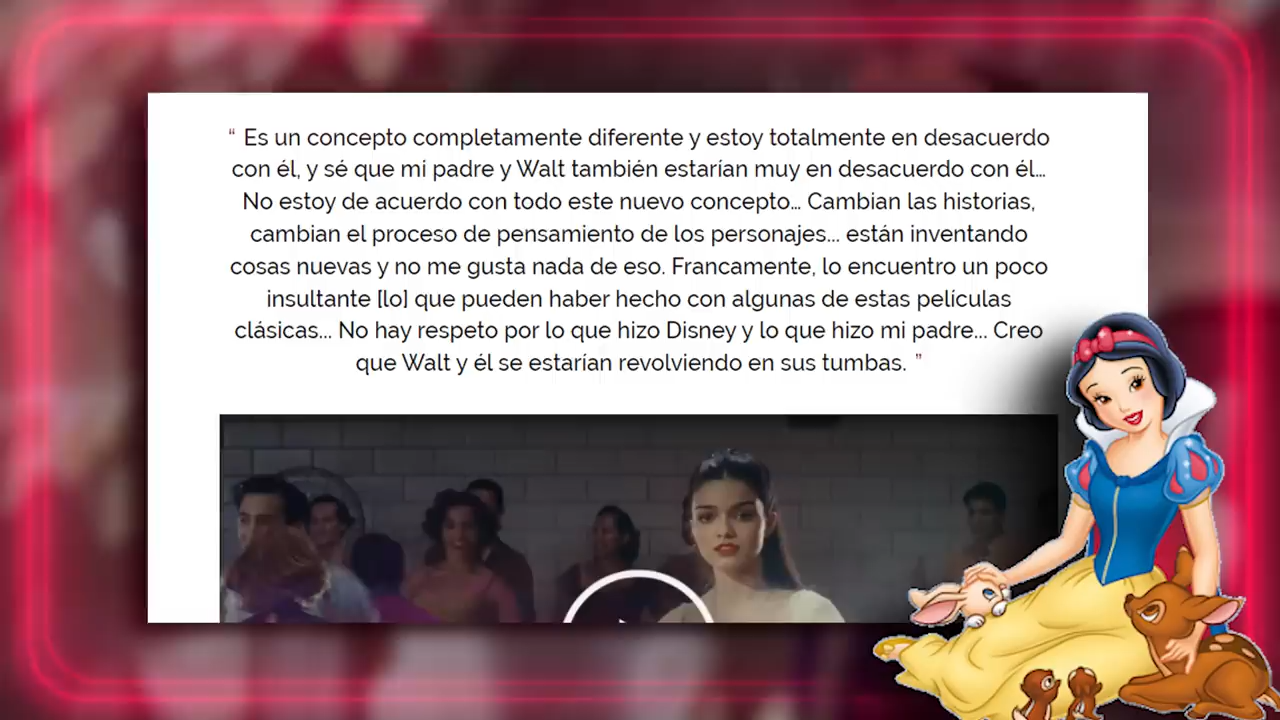 “ Es un concepto completamente diferente y estoy totalmente en desacuerdo
con él, y sé que mi padre y Walt también estarían muy en desacuerdo con él…
No estoy de acuerdo con todo este nuevo concepto… Cambian las historias,
cambian el proceso de pensamiento de los personajes... están inventando
cosas nuevas y no me gusta nada de eso. Francamente, lo encuentro un poco
insultante [lo] que pueden haber hecho con algunas de estas películas
clásicas... No hay respeto por lo que hizo Disney y lo que hizo mi padre... Creo
que Walt y él se estarían revolviendo en sus tumbas. ”